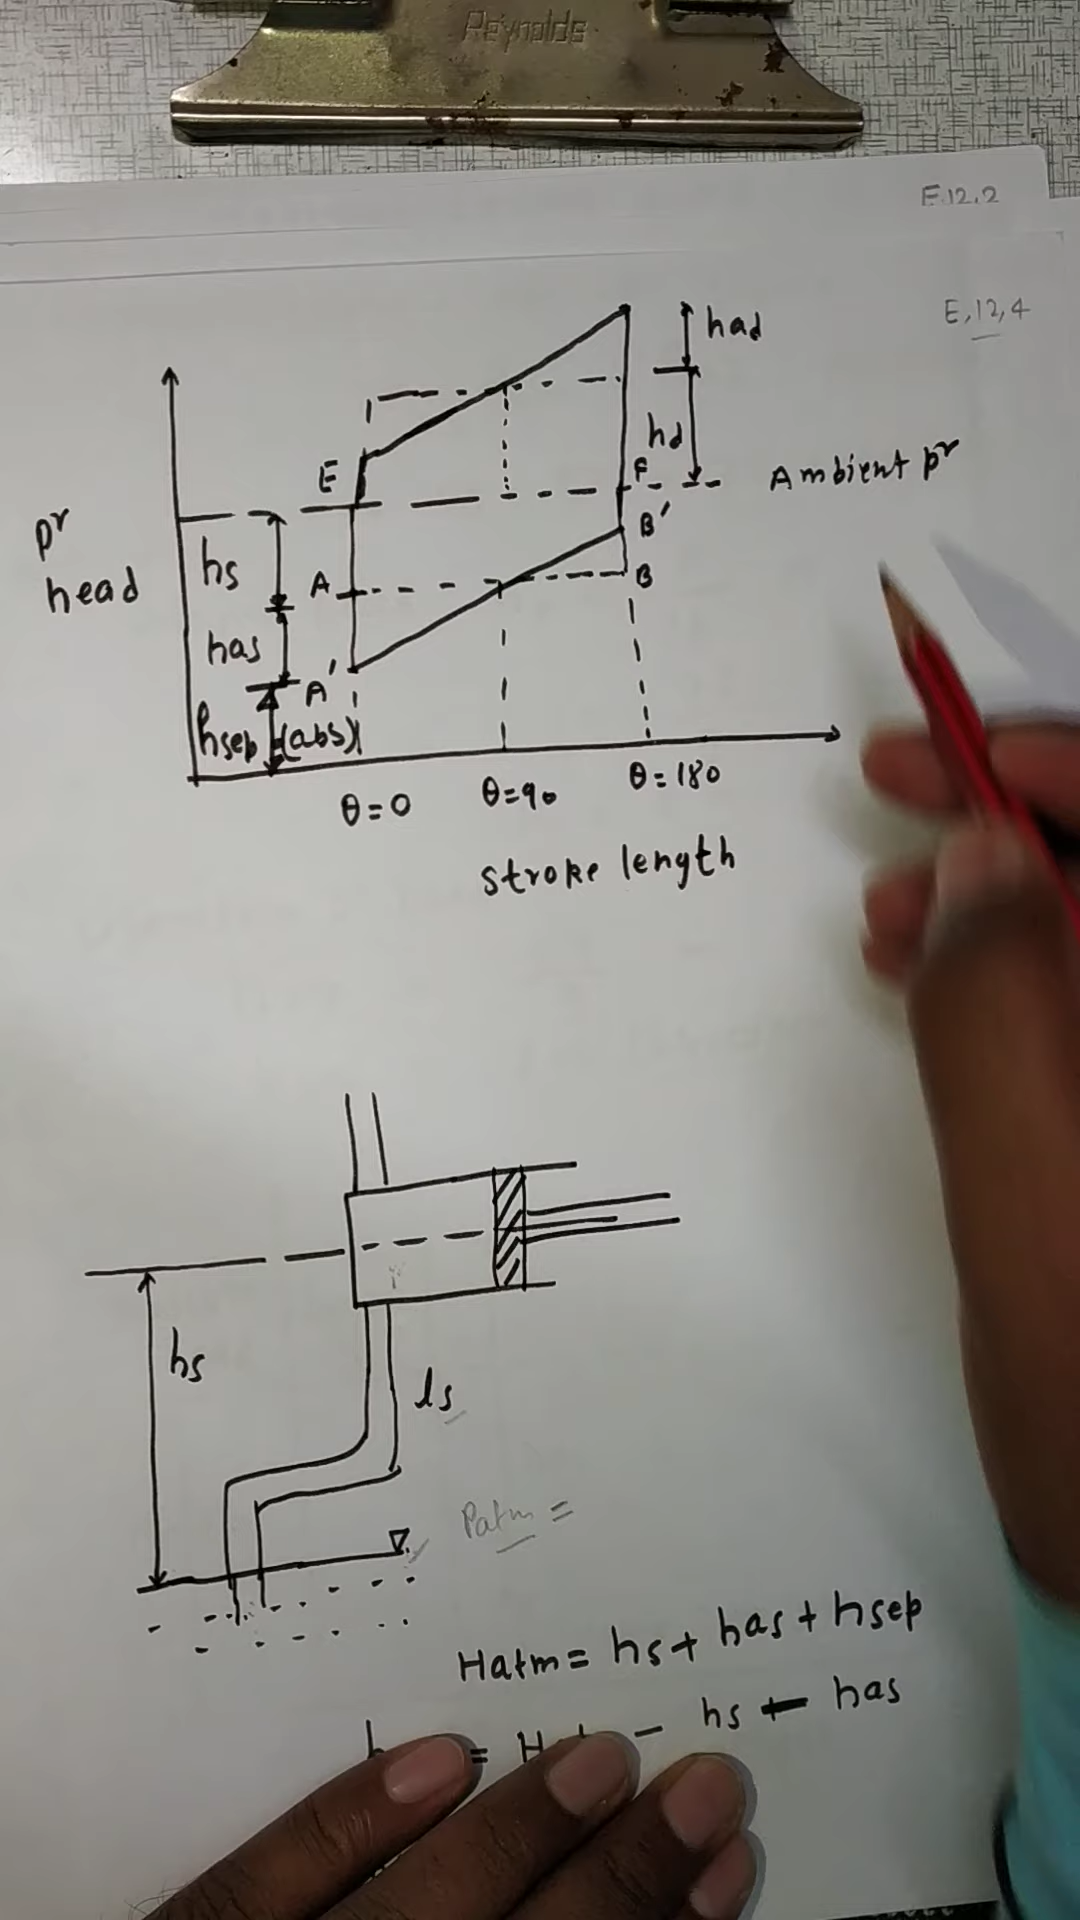 Reynolds
E.12.2
E,12,4
had
hd
E
F
Ambient pr
pr
head
hs
A
B'
B
has
A'
hsep (abs)
θ=0
θ=90
θ=180
stroke length
hs
ls
Patm =
Hatm = hs + has + hsep
= H - hs - has